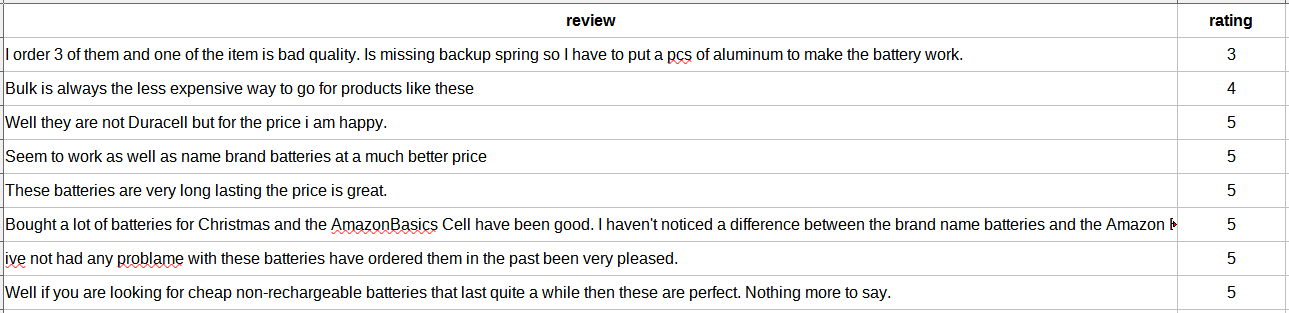 review rating
I order 3 of them and one of the item is bad quality. Is missing backup spring so I have to put a pcs of aluminum to make the battery work. 3
Bulk is always the less expensive way to go for products like these 4
Well they are not Duracell but for the price i am happy. 5
Seem to work as well as name brand batteries at a much better price 5
These batteries are very long lasting the price is great. 5
Bought a lot of batteries for Christmas and the AmazonBasics Cell have been good. I haven't noticed a difference between the brand name batteries and the Amazon 5
ive not had any problame with these batteries have ordered them in the past been very pleased. 5
Well if you are looking for cheap non-rechargeable batteries that last quite a while then these are perfect. Nothing more to say. 5